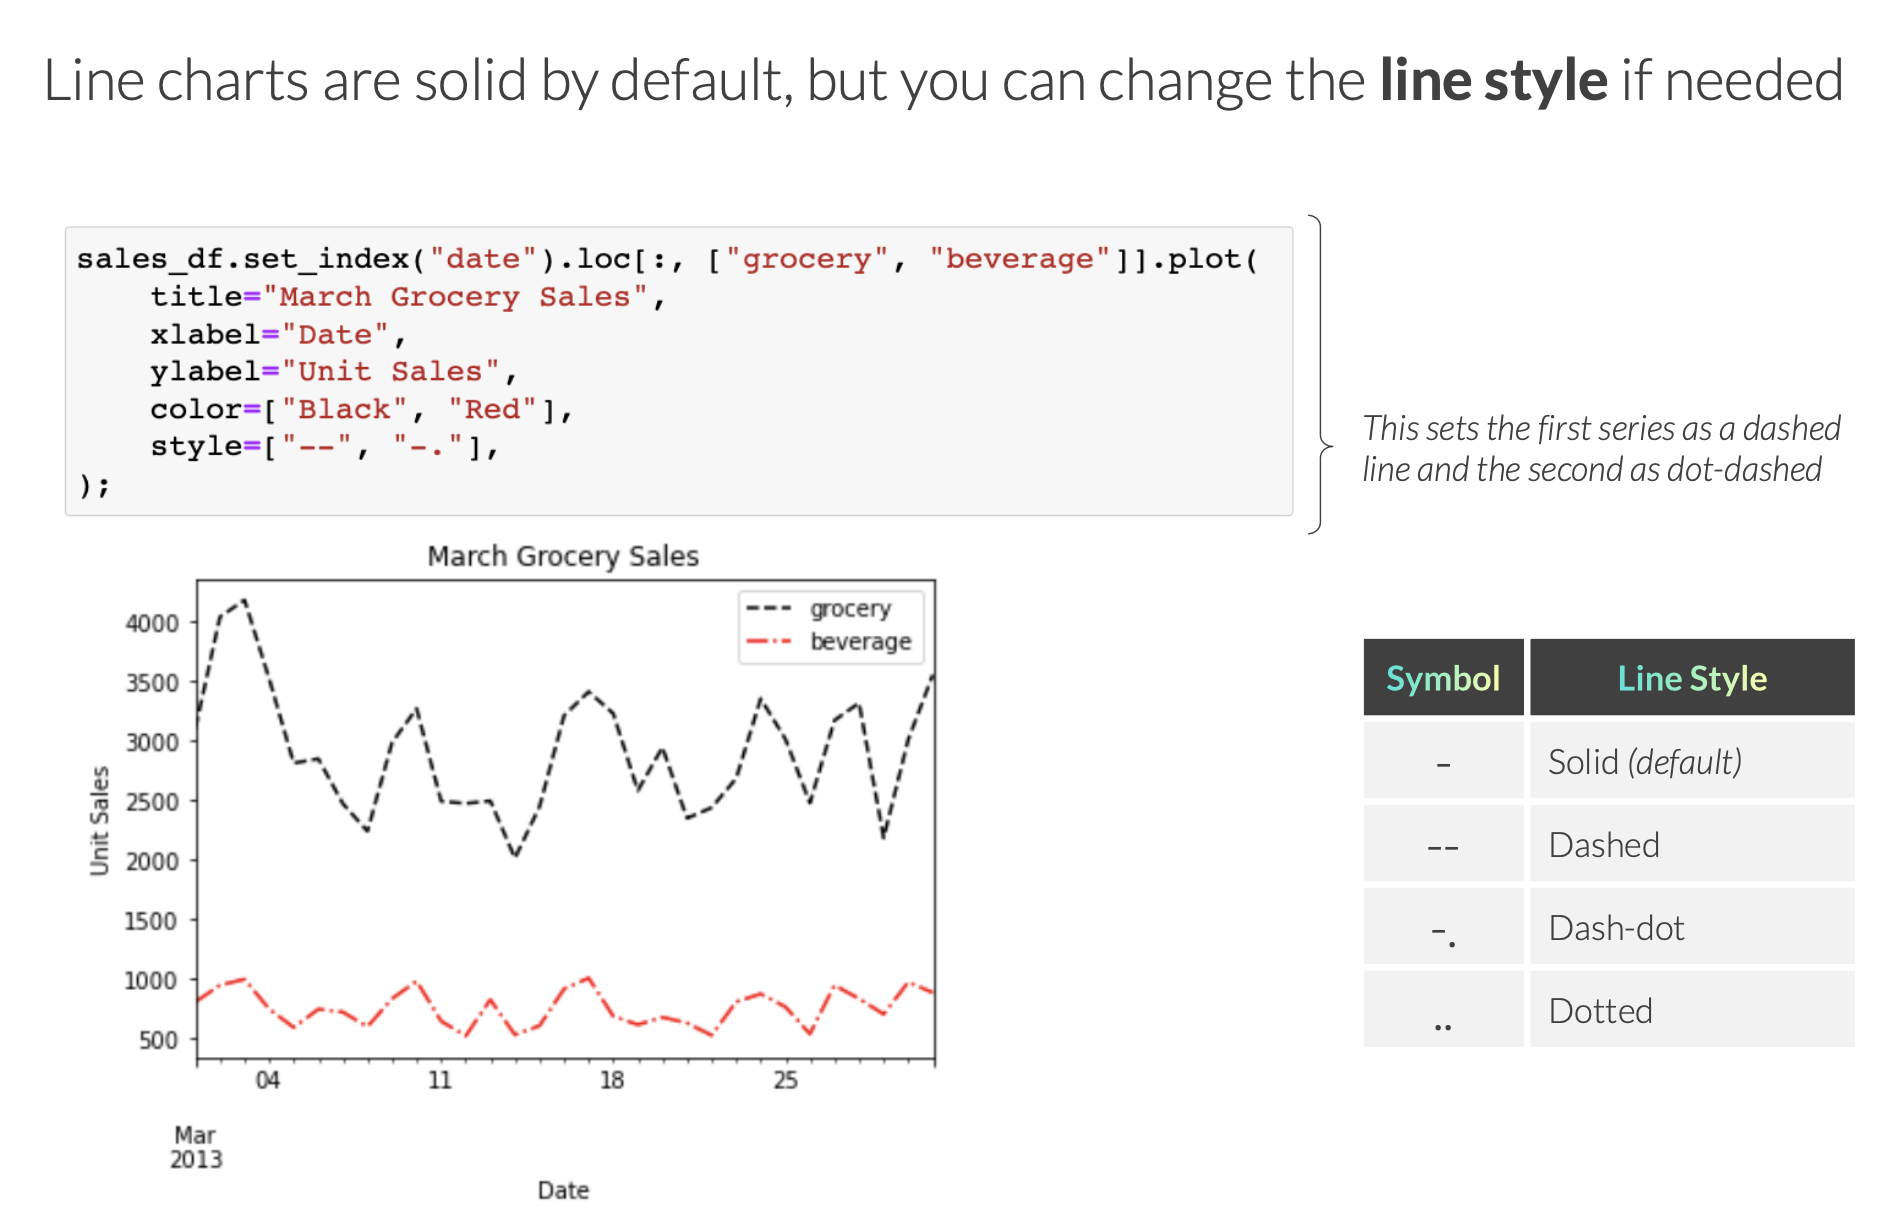 Line charts are solid by default, but you can change the line style if needed
sales_df.set_index("date").loc[:, ["grocery", "beverage"]].plot(
    title="March Grocery Sales",
    xlabel="Date",
    ylabel="Unit Sales",
    color=["Black", "Red"],
    style=["--", "-."],
);
This sets the first series as a dashed
line and the second as dot-dashed
March Grocery Sales
grocery
beverage
4000
3500
3000
2500
2000
1500
1000
500
Unit Sales
04 11 18 25
Mar
2013
Date
Symbol Line Style
- Solid (default)
-- Dashed
-. Dash-dot
.. Dotted